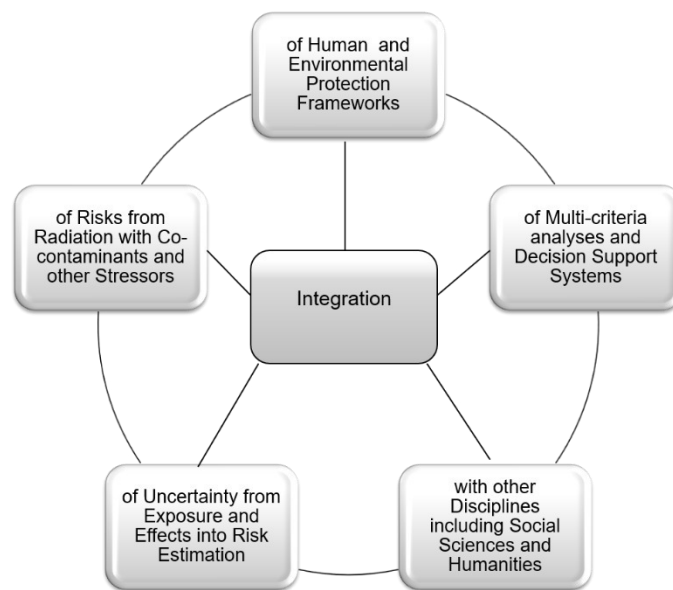 of Human and
Environmental
Protection
Frameworks
of Risks from
Radiation with Co-
contaminants and
other Stressors
of Multi-criteria
analyses and
Decision Support
Systems
Integration
of Uncertainty from
Exposure and
Effects into Risk
Estimation
with other
Disciplines
including Social
Sciences and
Humanities